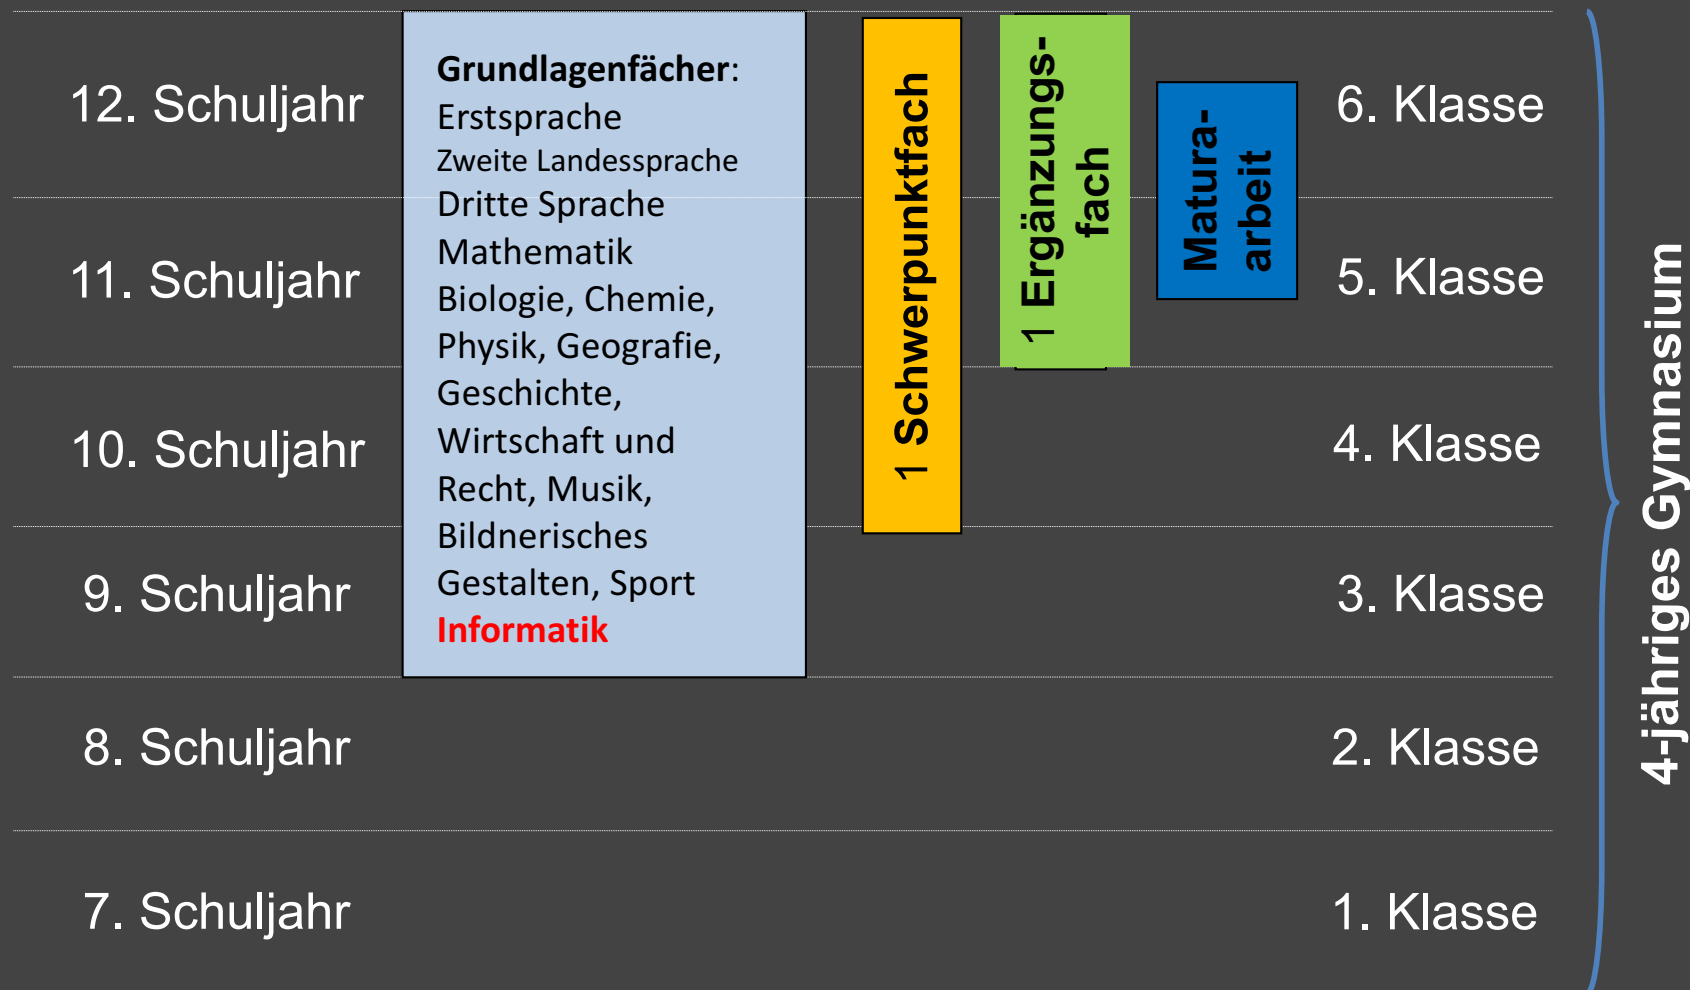 12. Schuljahr
11. Schuljahr
10. Schuljahr
9. Schuljahr
8. Schuljahr
7. Schuljahr
Grundlagenfächer:
Erstsprache
Zweite Landessprache
Dritte Sprache
Mathematik
Biologie, Chemie,
Physik, Geografie,
Geschichte,
Wirtschaft und
Recht, Musik,
Bildnerisches
Gestalten, Sport
Informatik
1 Schwerpunktfach
1 Ergänzungs-
fach
Matura-
arbeit
6. Klasse
5. Klasse
4. Klasse
3. Klasse
2. Klasse
1. Klasse
4-jähriges Gymnasium